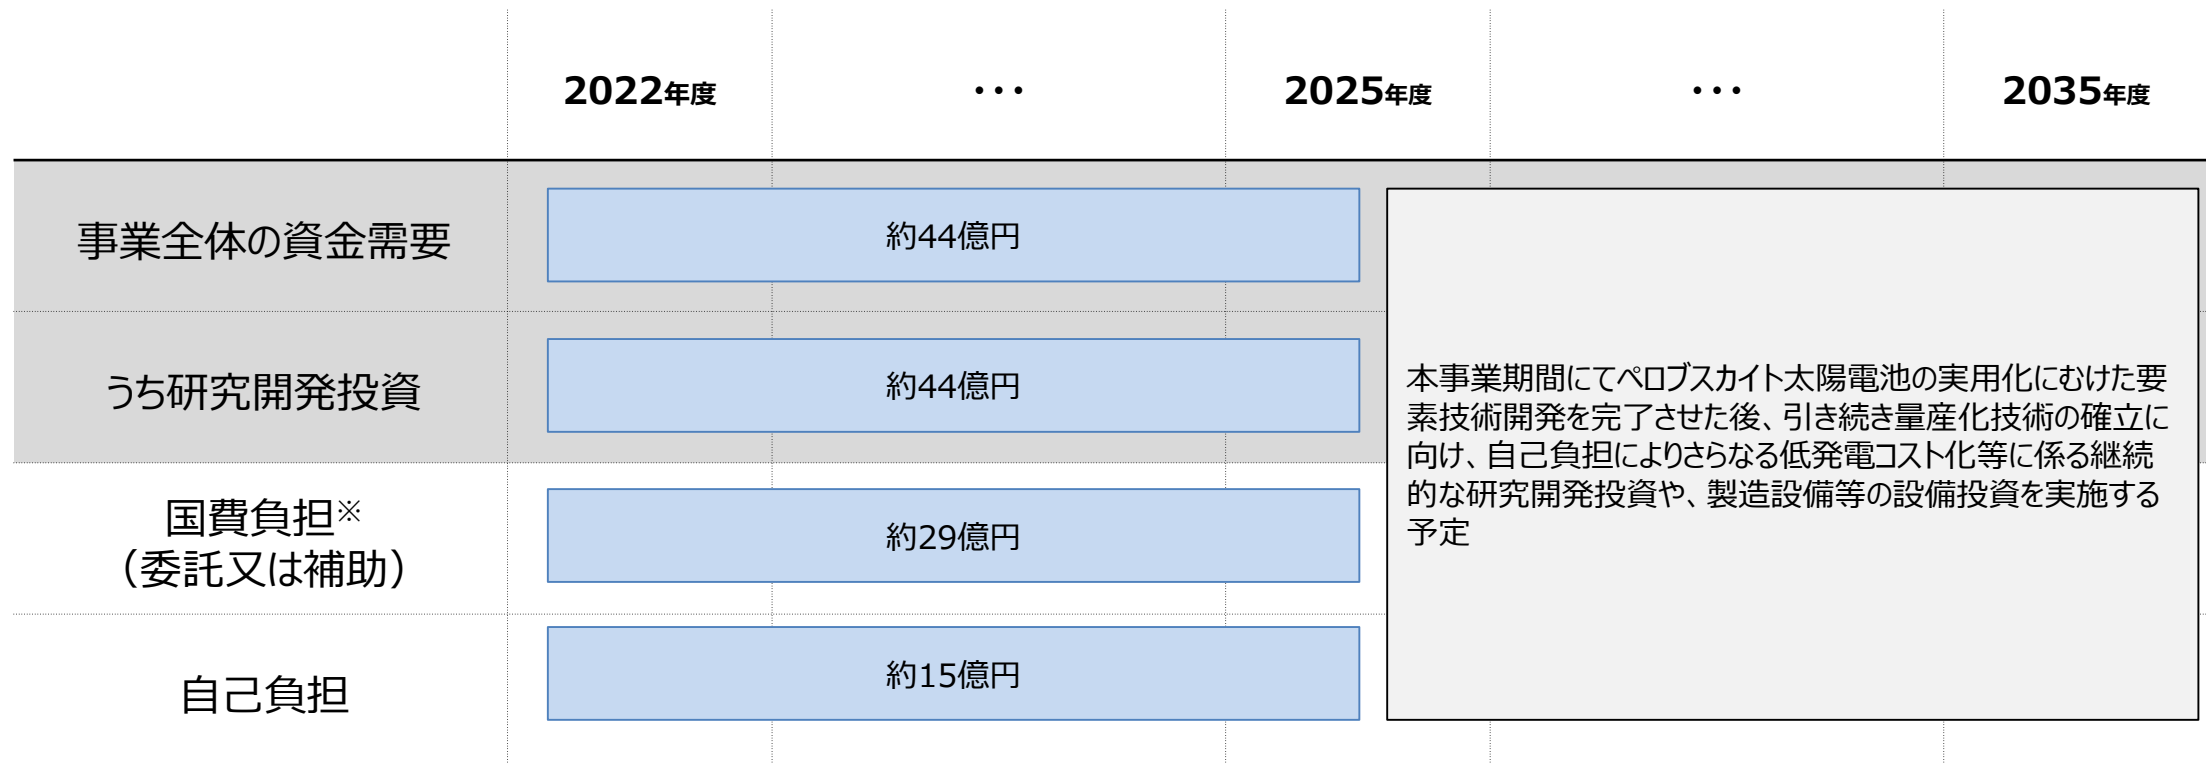 2022年度 ・・・ 2025年度 ・・・ 2035年度
事業全体の資金需要
約44億円
うち研究開発投資
約44億円
国費負担※
（委託又は補助）
約29億円
自己負担
約15億円
本事業期間にてペロブスカイト太陽電池の実用化にむけた要
素技術開発を完了させた後、引き続き量産化技術の確立に
向け、自己負担によりさらなる低発電コスト化等に係る継続
的な研究開発投資や、製造設備等の設備投資を実施する
予定